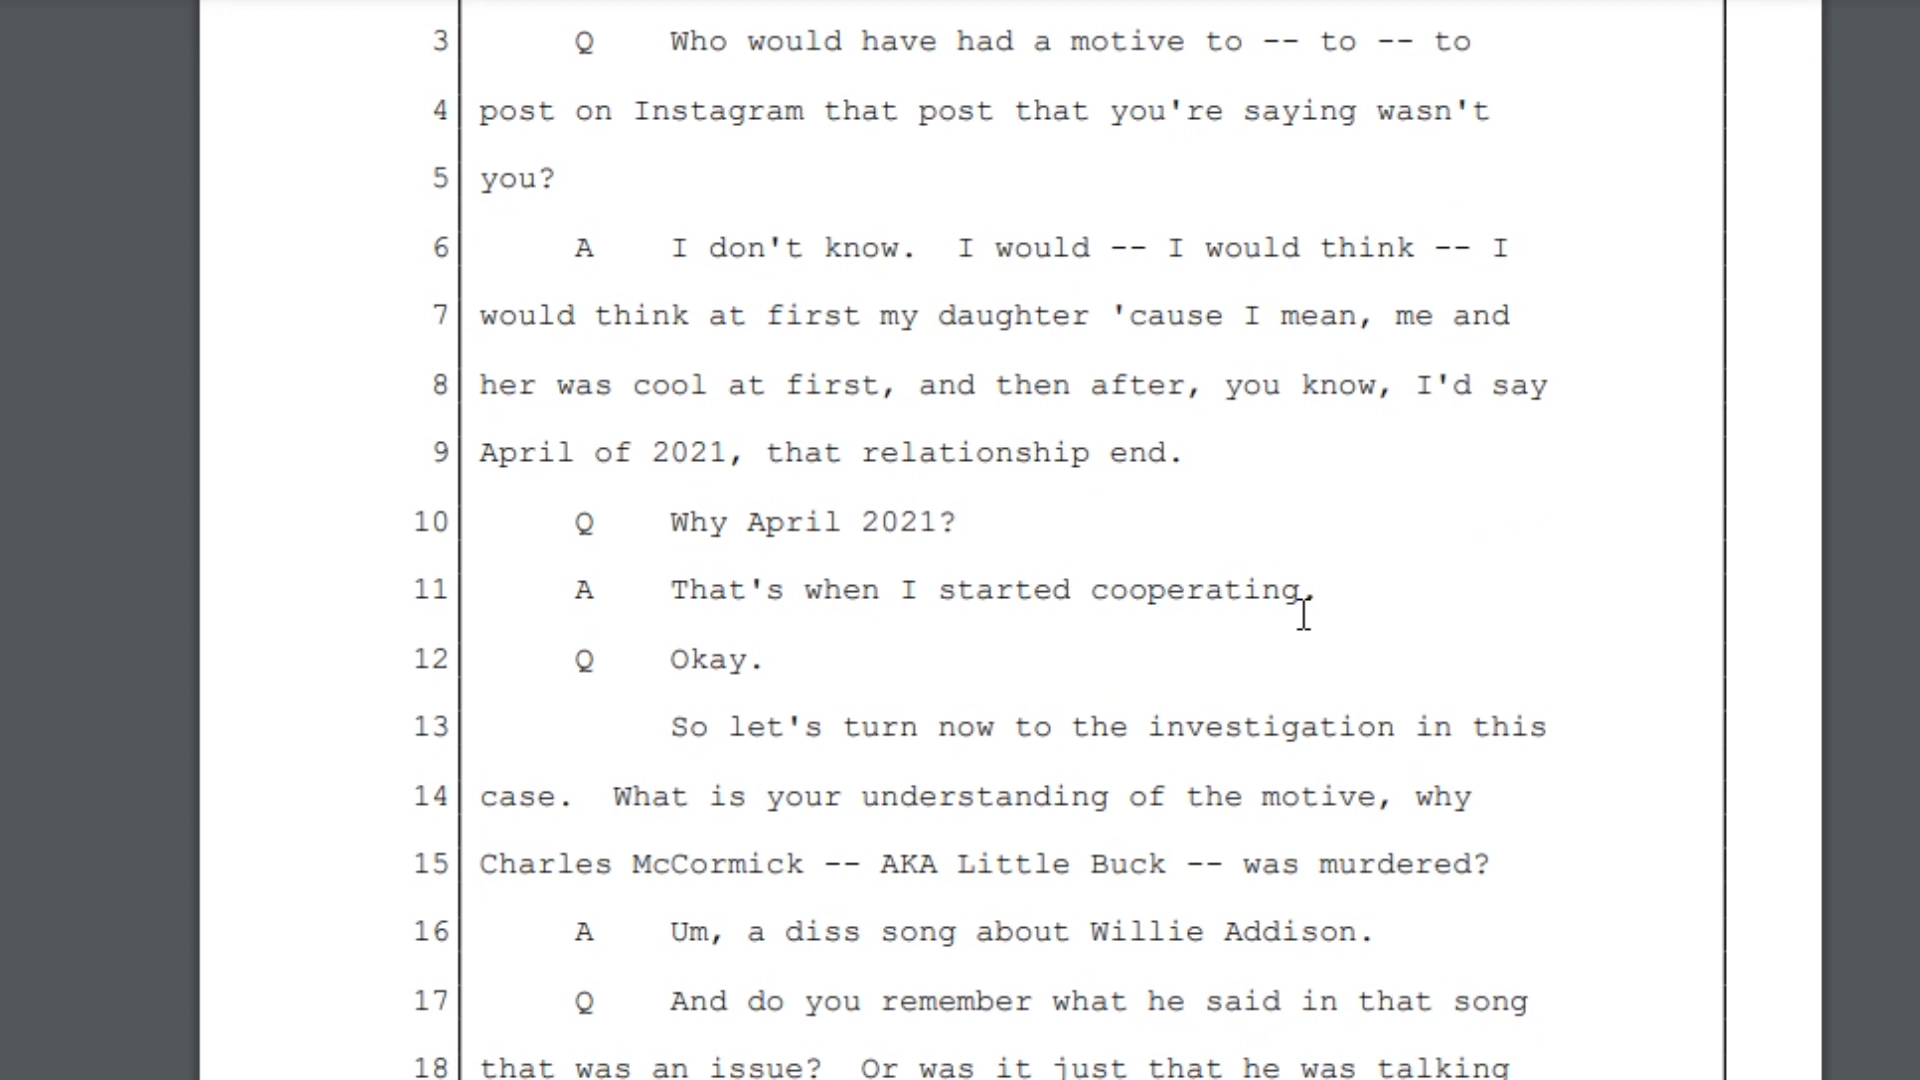 3 Q Who would have had a motive to -- to -- to
4 post on Instagram that post that you're saying wasn't
5 you?
6 A I don't know. I would -- I would think -- I
7 would think at first my daughter 'cause I mean, me and
8 her was cool at first, and then after, you know, I'd say
9 April of 2021, that relationship end.
10 Q Why April 2021?
11 A That's when I started cooperating.
12 Q Okay.
13 So let's turn now to the investigation in this
14 case. What is your understanding of the motive, why
15 Charles McCormick -- AKA Little Buck -- was murdered?
16 A Um, a diss song about Willie Addison.
17 Q And do you remember what he said in that song
18 that was an issue? Or was it just that he was talking